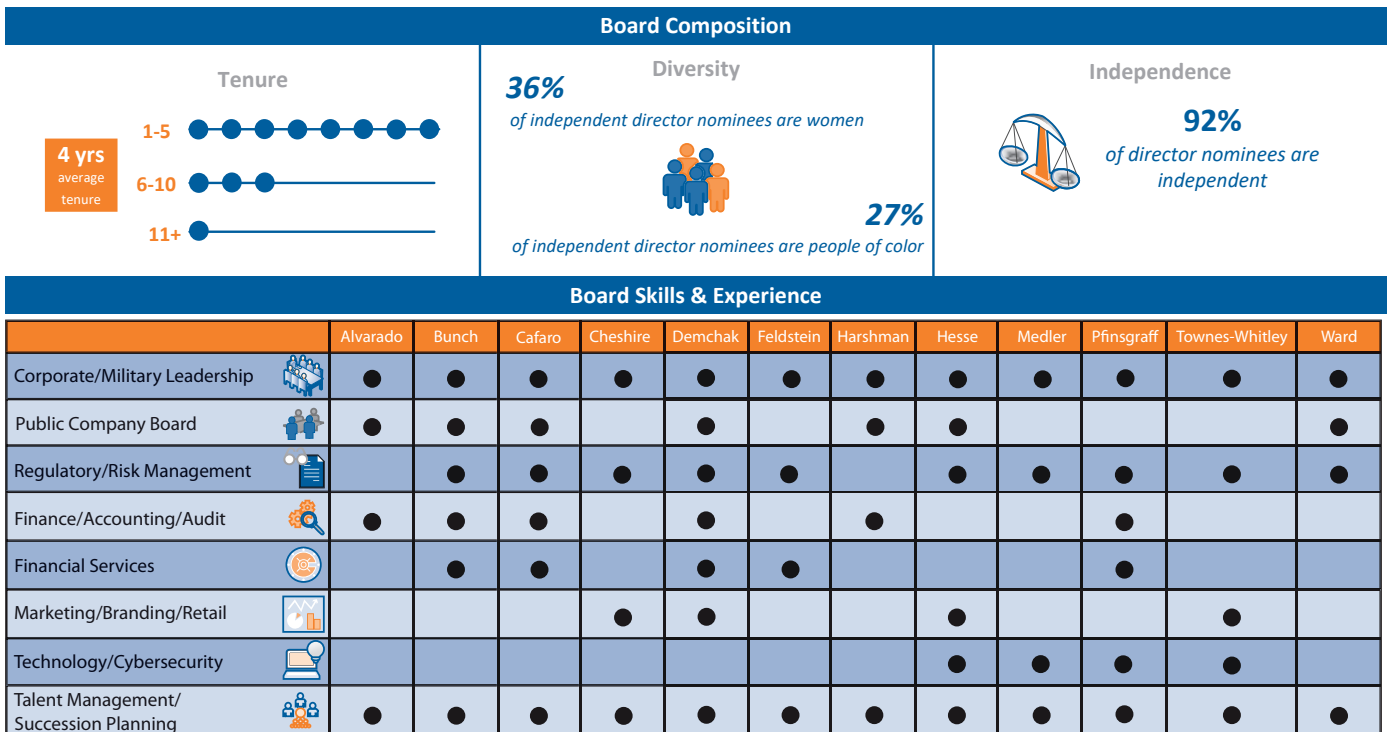 Board Composition
Tenure
1-5
4 yrs
average
tenure
6-10
11+
Diversity
36%
of independent director nominees are women
27%
of independent director nominees are people of color
Independence
92%
of director nominees are
independent
Board Skills & Experience
Alvarado Bunch Cafaro Cheshire Demchak Feldstein Harshman Hesse Medler Pfinsgraff Townes-Whitley Ward
Corporate/Military Leadership
Public Company Board
Regulatory/Risk Management
Finance/Accounting/Audit
Financial Services
Marketing/Branding/Retail
Technology/Cybersecurity
Talent Management/
Succession Planning